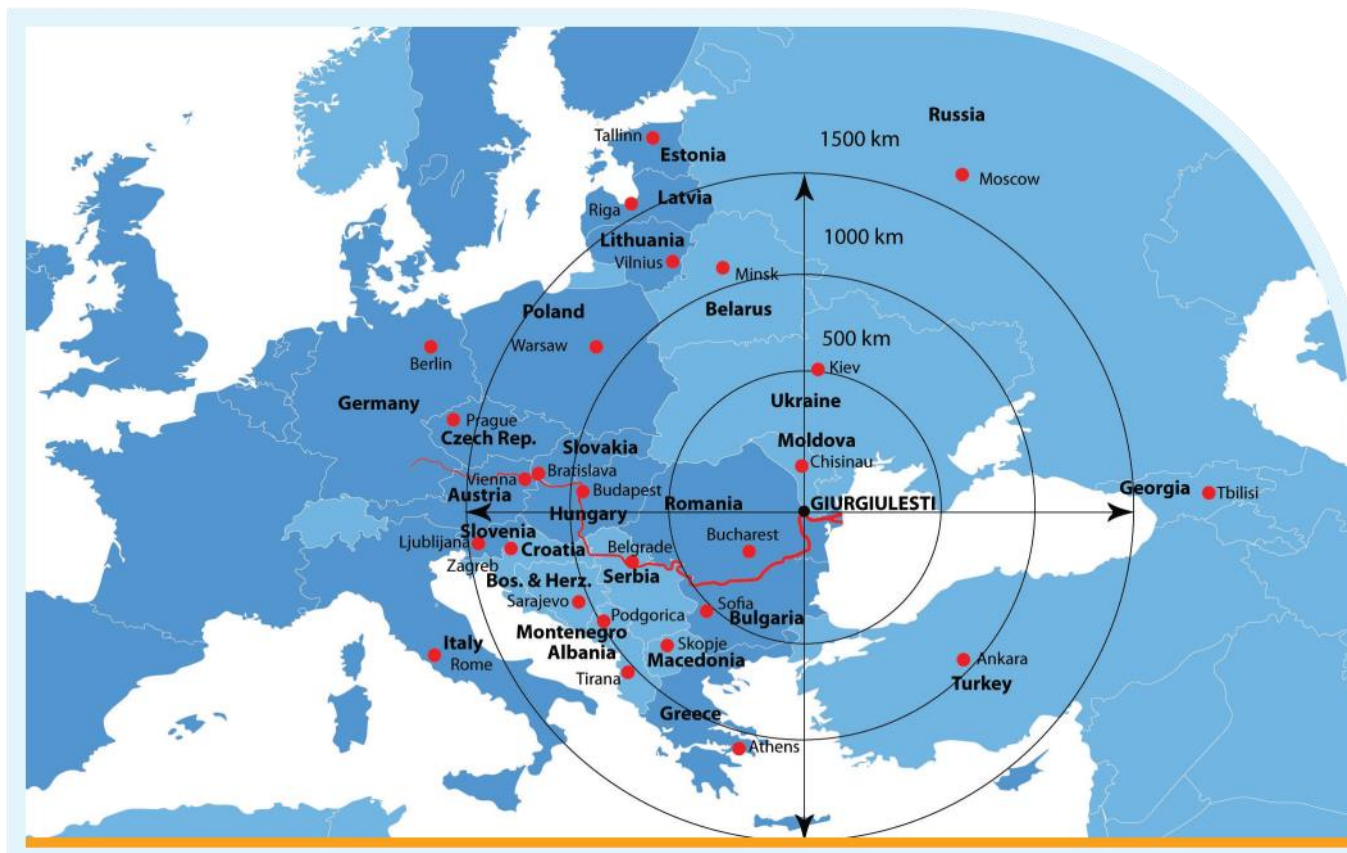 Russia
1500 km
Tallinn
Estonia
Moscow
Latvia
Riga
1000 km
Lithuania
Vilnius
Minsk
Poland
Belarus
500 km
Warsaw
Berlin
Kiev
Germany
Ukraine
Prague
Czech Rep.
Slovakia
Moldova
Chisinau
Bratislava
Vienna
Budapest
Austria
Georgia
Tbilisi
Romania
GIURGIULESTI
Hungary
Slovenia
Bucharest
Ljublijana
Croatia
Belgrade
Zagreb
Serbia
Bos. & Herz.
Sarajevo
Sofia
Podgorica
Bulgaria
Montenegro
Italy
Skopje
Albania
Rome
Macedonia
Ankara
Tirana
Turkey
Greece
Athens